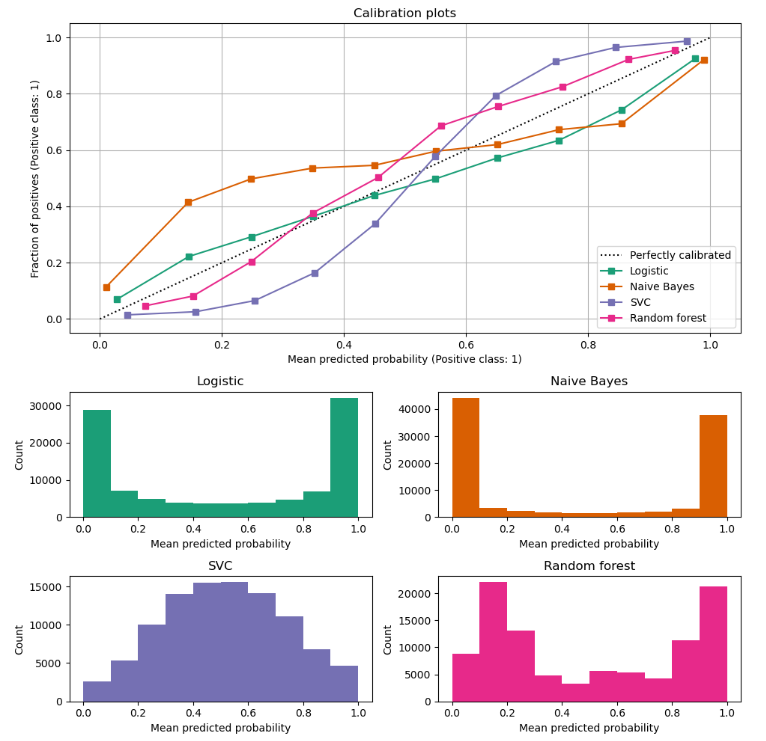 Calibration plots
1.0
0.8
0.6
0.4
0.2
0.0
Fraction of positives (Positive class: 1)
Perfectly calibrated
Logistic
Naive Bayes
SVC
Random forest
0.0 0.2 0.4 0.6 0.8 1.0
Mean predicted probability (Positive class: 1)
Logistic
30000
20000
10000
0
Count
0.0 0.2 0.4 0.6 0.8 1.0
Mean predicted probability
Naive Bayes
40000
30000
20000
10000
0
Count
0.0 0.2 0.4 0.6 0.8 1.0
Mean predicted probability
SVC
15000
10000
5000
0
Count
0.0 0.2 0.4 0.6 0.8 1.0
Mean predicted probability
Random forest
20000
15000
10000
5000
0
Count
0.0 0.2 0.4 0.6 0.8 1.0
Mean predicted probability